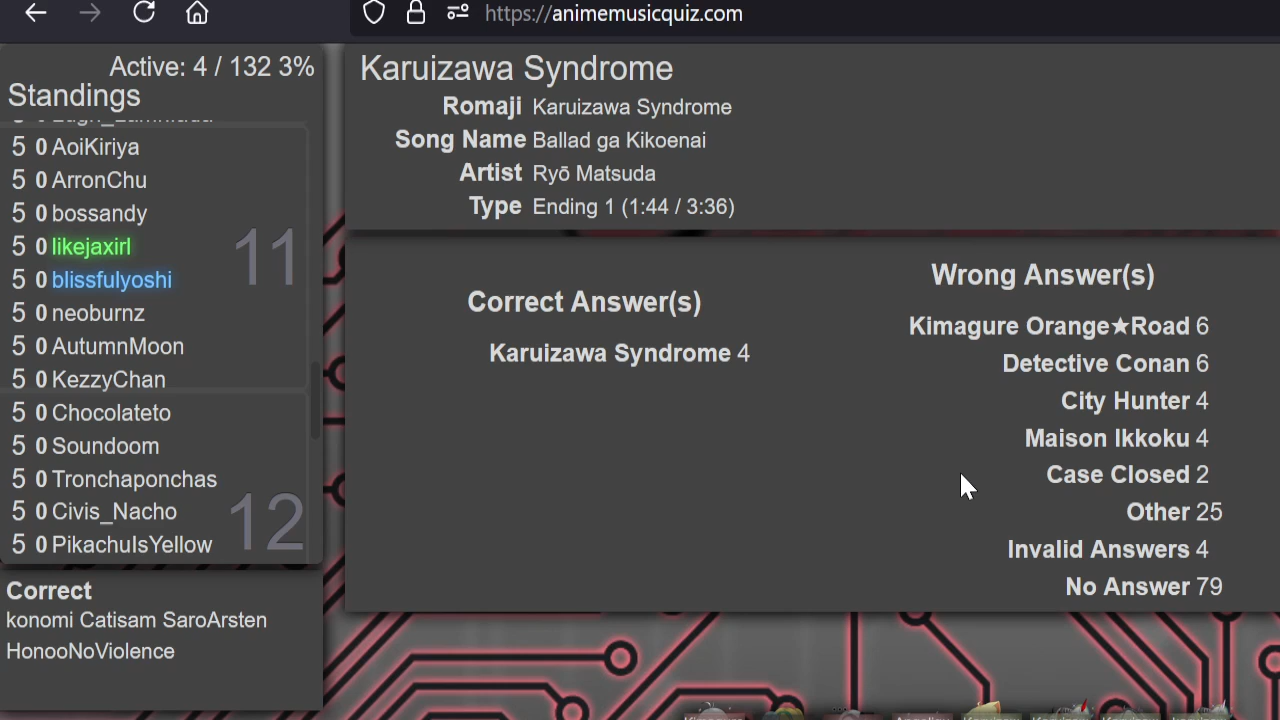 https://animemusicquiz.com
Active: 4 / 132 3%
Standings
5 0 AoiKiriya
5 0 ArronChu
5 0 bossandy
5 0 likejaxirl
11
5 0 blissfulyoshi
5 0 neoburnz
5 0 AutumnMoon
5 0 KezzyChan
5 0 Chocolateto
5 0 Soundoom
5 0 Tronchaponchas
5 0 Civis_Nacho
12
5 0 PikachuIsYellow
Correct
konomi Catisam SaroArsten
HonooNoViolence
Karuizawa Syndrome
Romaji Karuizawa Syndrome
Song Name Ballad ga Kikoenai
Artist Ryō Matsuda
Type Ending 1 (1:44 / 3:36)
Correct Answer(s)
Karuizawa Syndrome 4
Wrong Answer(s)
Kimagure Orange★Road 6
Detective Conan 6
City Hunter 4
Maison Ikkoku 4
Case Closed 2
Other 25
Invalid Answers 4
No Answer 79